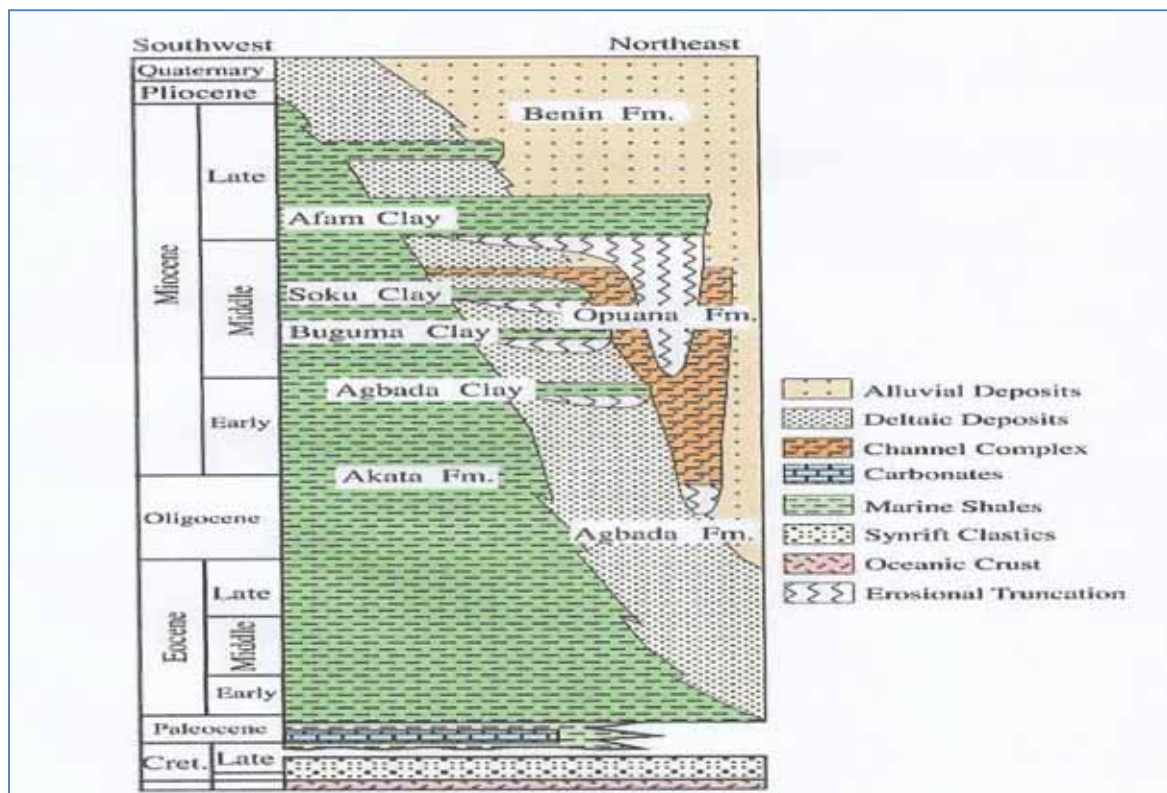 Southwest
Northeast
Quaternary
Pliocene
Benin Fm.
Miocene
Late
Afam Clay
Middle
Soku Clay
Opuana Fm.
Buguma Clay
Agbada Clay
Early
Akata Fm.
Oligocene
Agbada Fm.
Eocene
Late
Middle
Early
Paleocene
Cret.
Late
Alluvial Deposits
Deltaic Deposits
Channel Complex
Carbonates
Marine Shales
Synrift Clastics
Oceanic Crust
Erosional Truncation